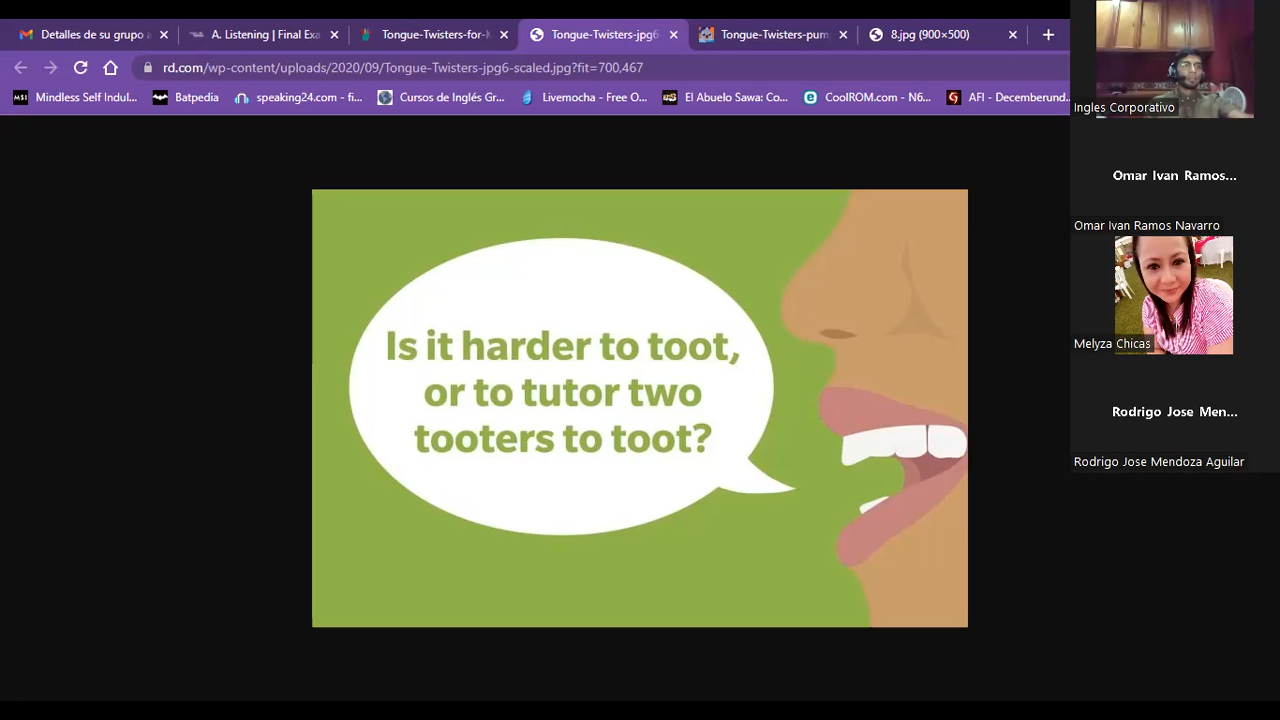 Detalles de su grupo a
A. Listening | Final Exa
Tongue-Twisters-for-
Tongue-Twisters-jpg6
Tongue-Twisters-pum
8.jpg (900×500)
rd.com/wp-content/uploads/2020/09/Tongue-Twisters-jpg6-scaled.jpg?fit=700,467
Mindless Self Indul...
Batpedia
speaking24.com - fi...
Cursos de Inglés Gr...
Livemocha - Free O...
El Abuelo Sawa: Co...
CoolROM.com - N6...
AFI - Decemberund...
Is it harder to toot,
or to tutor two
tooters to toot?
Ingles Corporativo
Omar Ivan Ramos...
Omar Ivan Ramos Navarro
Melyza Chicas
Rodrigo Jose Men...
Rodrigo Jose Mendoza Aguilar